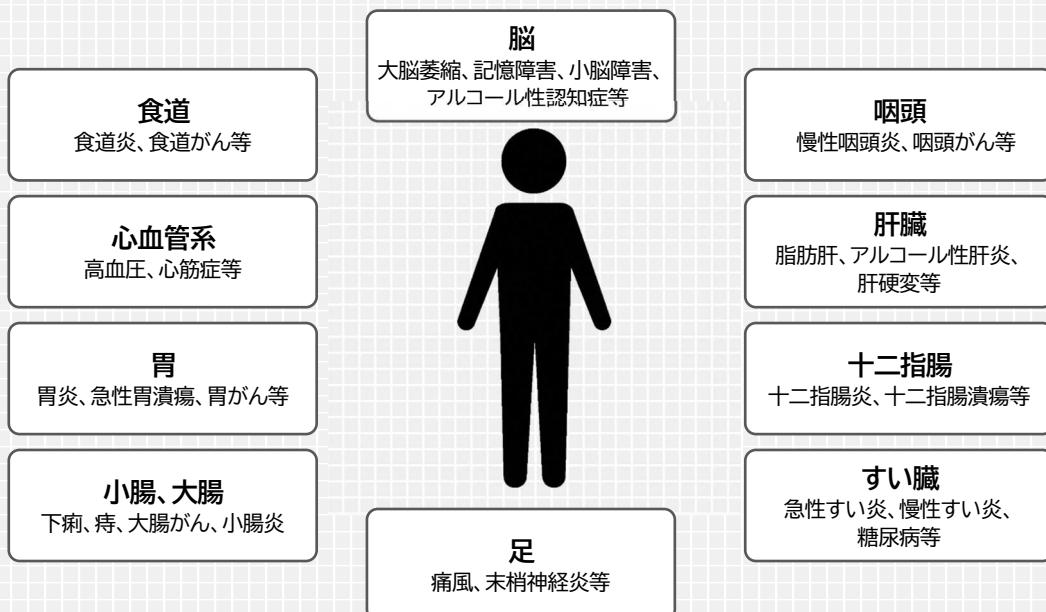 脳
大脳萎縮、記憶障害、小脳障害、
アルコール性認知症等
食道
食道炎、食道がん等
咽頭
慢性咽頭炎、咽頭がん等
心血管系
高血圧、心筋症等
肝臓
脂肪肝、アルコール性肝炎、
肝硬変等
胃
胃炎、急性胃潰瘍、胃がん等
十二指腸
十二指腸炎、十二指腸潰瘍等
小腸、大腸
下痢、痔、大腸がん、小腸炎
すい臓
急性すい炎、慢性すい炎、
糖尿病等
足
痛風、末梢神経炎等